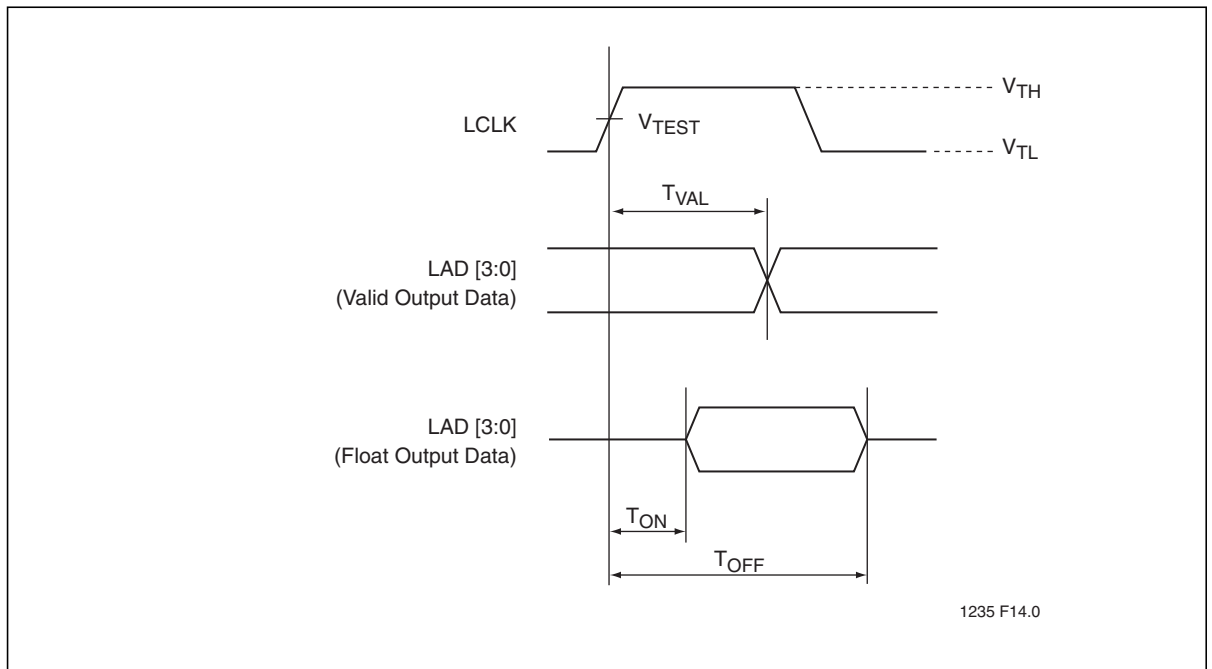 VTH
LCLK
VTEST
VTL
TVAL
LAD [3:0]
(Valid Output Data)
LAD [3:0]
(Float Output Data)
TON
TOFF
1235 F14.0